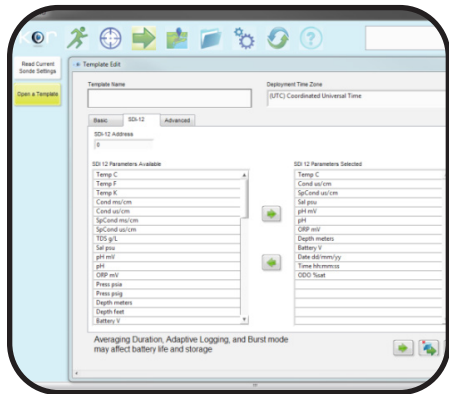 Kor
Read Current
Sonde Settings
Open a Template
Template Edit
Template Name
Deployment Time Zone
(UTC) Coordinated Universal Time
Basic SDI-12 Advanced
SDI-12 Address
0
SDI 12 Parameters Available
Temp C
Temp F
Temp K
Cond ms/cm
Cond us/cm
SpCond ms/cm
SpCond us/cm
TDS g/L
Sal psu
pH mV
pH
ORP mV
Press psia
Press psig
Depth meters
Depth feet
Battery V
SDI 12 Parameters Selected
Temp C
Cond us/cm
SpCond us/cm
Sal psu
pH mV
pH
ORP mV
Depth meters
Battery V
Date dd/mm/yy
Time hh:mm:ss
ODO %sat
Averaging Duration, Adaptive Logging, and Burst mode
may affect battery life and storage